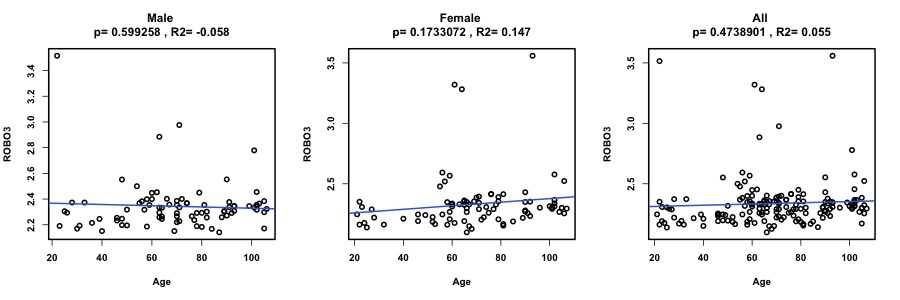 Male
p= 0.599258 , R2= -0.058
ROBO3
3.4
3.2
3.0
2.8
2.6
2.4
2.2
20 40 60 80 100
Age
Female
p= 0.1733072 , R2= 0.147
ROBO3
3.5
3.0
2.5
20 40 60 80 100
Age
All
p= 0.4738901 , R2= 0.055
ROBO3
3.5
3.0
2.5
20 40 60 80 100
Age